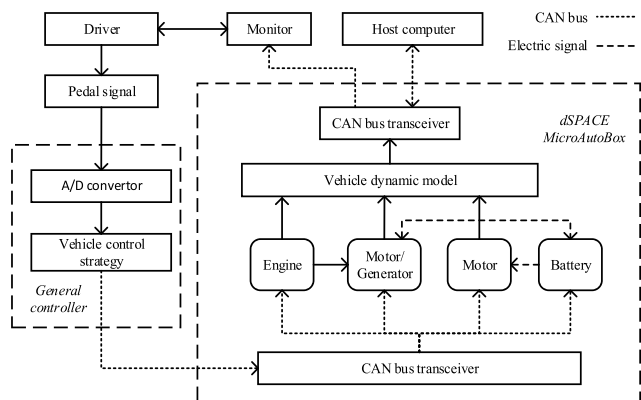 Driver
Monitor
Host computer
CAN bus
Electric signal
Pedal signal
CAN bus transceiver
dSPACE
MicroAutoBox
A/D convertor
Vehicle dynamic model
Vehicle control
strategy
Engine
Motor/
Generator
Motor
Battery
General
controller
CAN bus transceiver